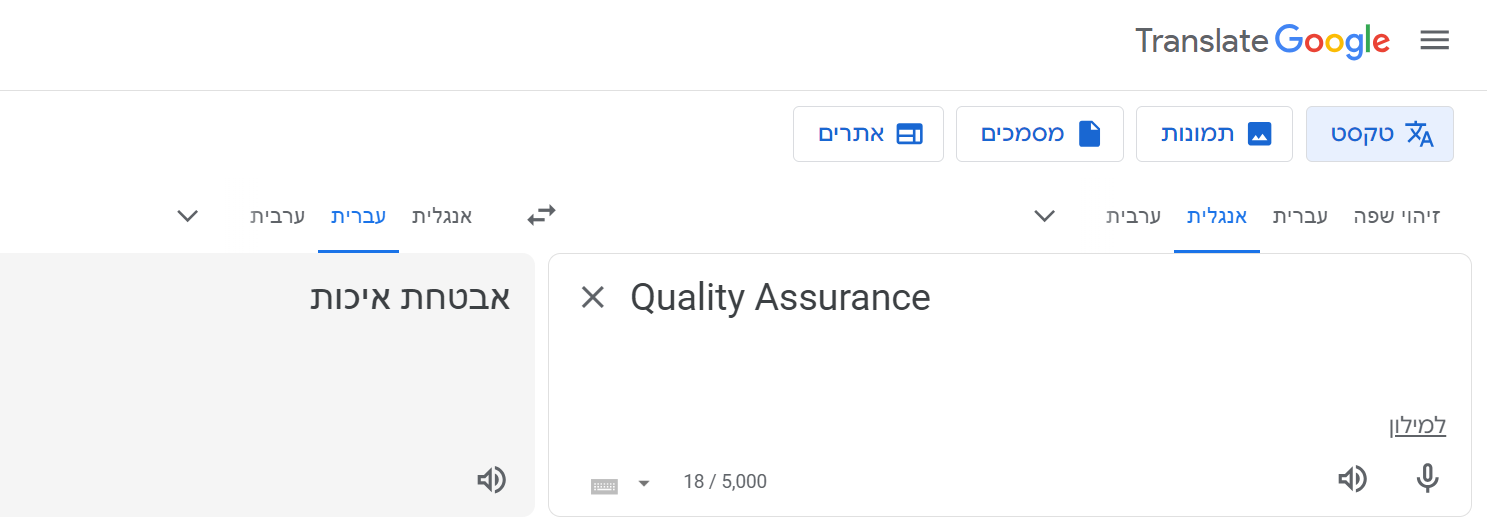 Translate Google
טקסט תמונות מסמכים אתרים
זיהוי שפה עברית אנגלית ערבית
אנגלית עברית ערבית
Quality Assurance
אבטחת איכות
למילון
18 / 5,000